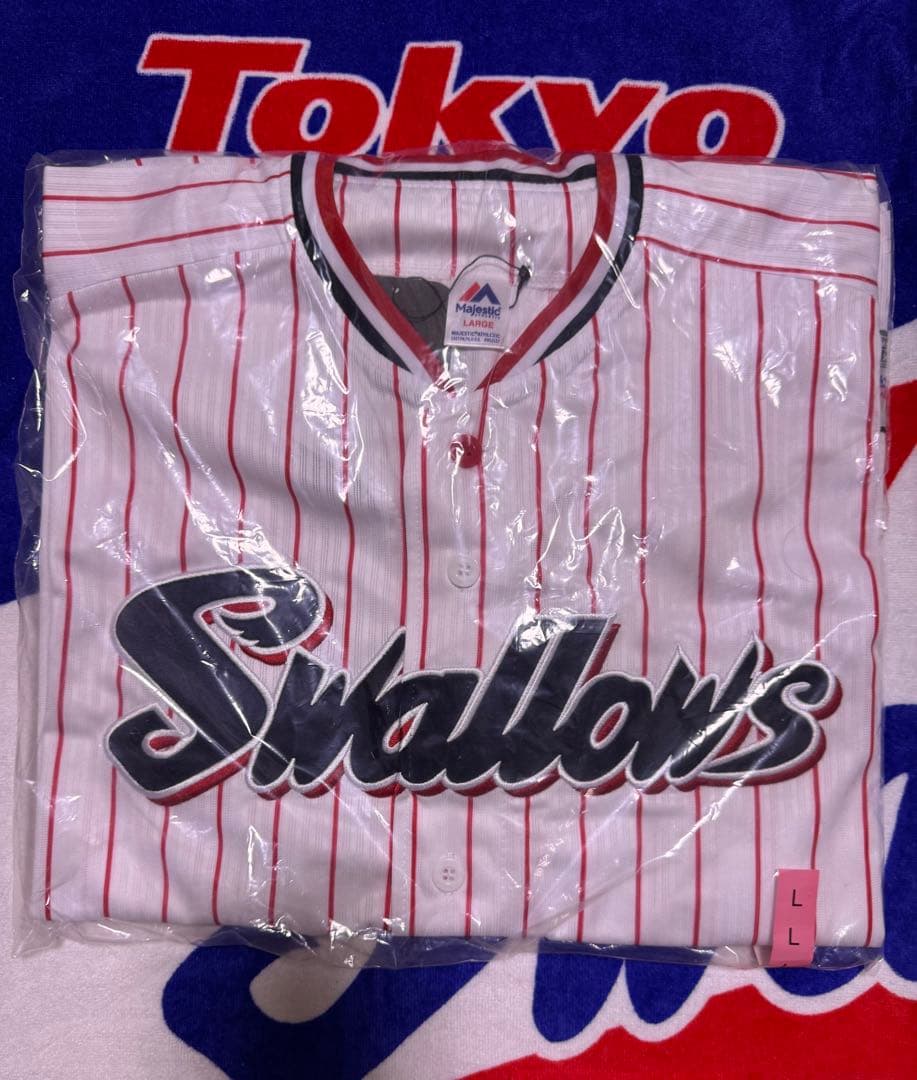 Tokyo
Majestic
LARGE
Swallows
L
L